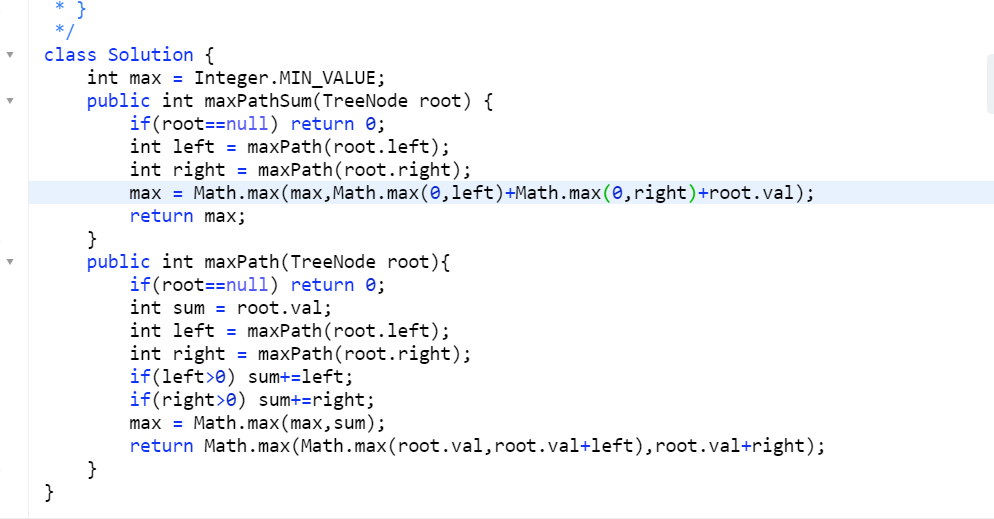 * }
*/
class Solution {
    int max = Integer.MIN_VALUE;
    public int maxPathSum(TreeNode root) {
        if(root==null) return 0;
        int left = maxPath(root.left);
        int right = maxPath(root.right);
        max = Math.max(max,Math.max(0,left)+Math.max(0,right)+root.val);
        return max;
    }
    public int maxPath(TreeNode root){
        if(root==null) return 0;
        int sum = root.val;
        int left = maxPath(root.left);
        int right = maxPath(root.right);
        if(left>0) sum+=left;
        if(right>0) sum+=right;
        max = Math.max(max,sum);
        return Math.max(Math.max(root.val,root.val+left),root.val+right);
    }
}